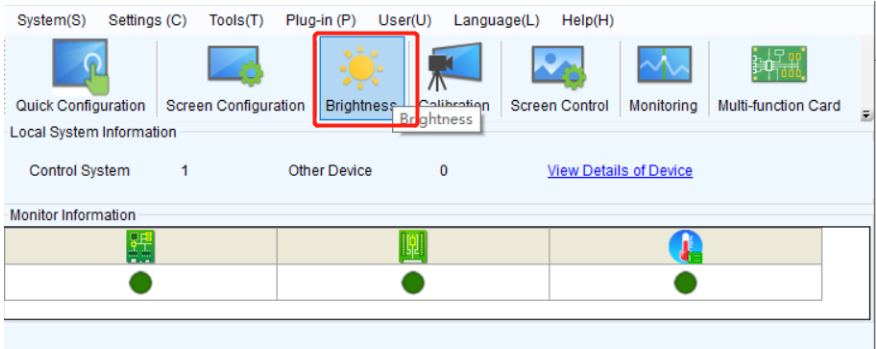 System(S) Settings (C) Tools(T) Plug-in (P) User(U) Language(L) Help(H)
Quick Configuration Screen Configuration Brightness Calibration Screen Control Monitoring Multi-function Card
Brightness
Local System Information
Control System 1 Other Device 0 View Details of Device
Monitor Information